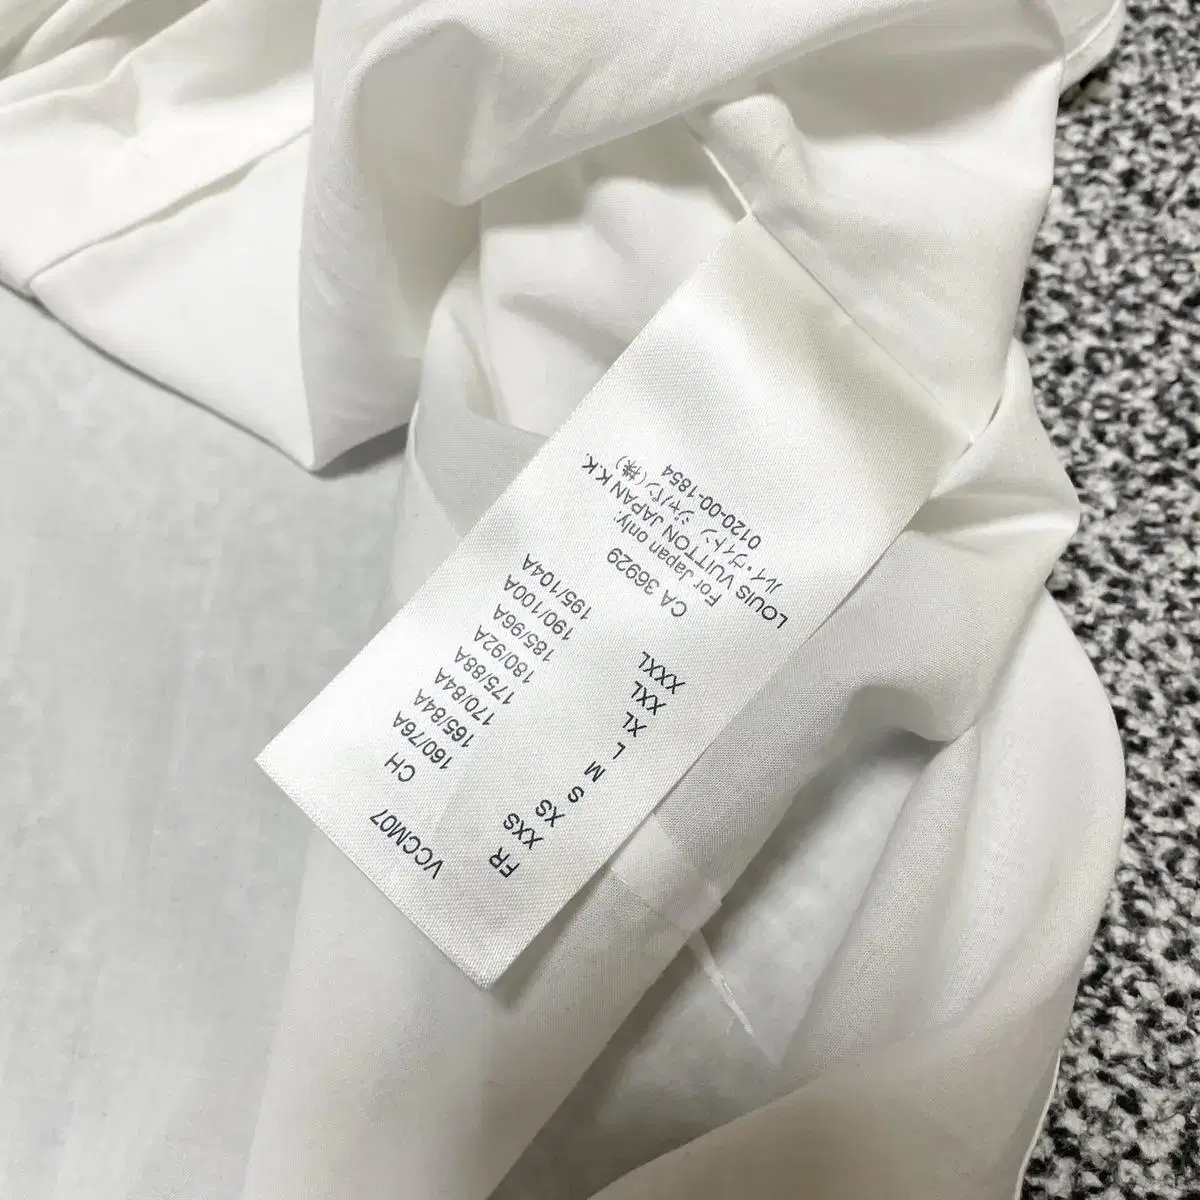 VCCM07
FR CH
XXS 160/76A
XS 165/84A
S 170/84A
M 175/88A
L 180/92A
XL 185/96A
XXL 190/100A
XXXL 195/104A
CA 36929
For Japan only:
LOUIS VUITTON JAPAN K.K.
ルイ・ヴィトン ジャパン(株)
0120-00-1854